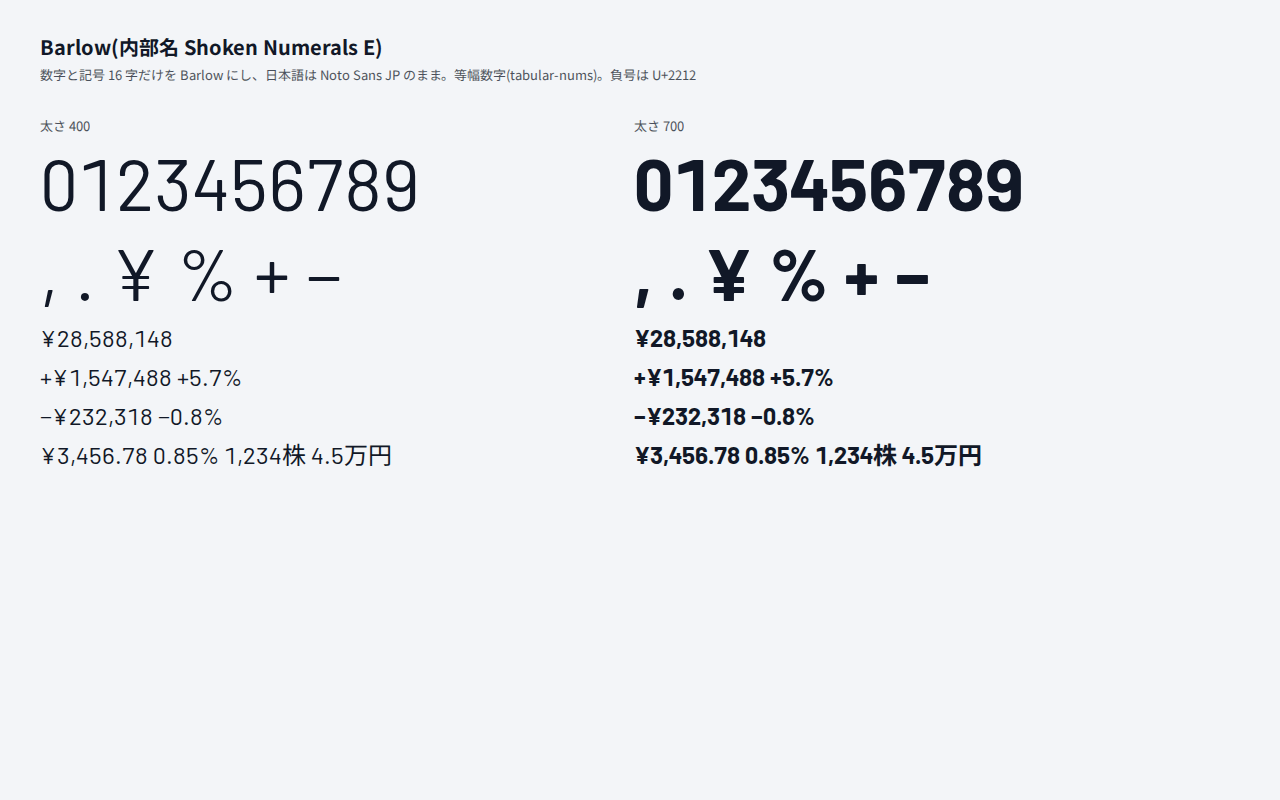 Barlow(内部名 Shoken Numerals E)
数字と記号 16 字だけを Barlow にし、日本語は Noto Sans JP のまま。等幅数字(tabular-nums)。負号は U+2212
太さ 400
0123456789
, . ¥ % + −
¥28,588,148
+¥1,547,488 +5.7%
−¥232,318 −0.8%
¥3,456.78 0.85% 1,234株 4.5万円
太さ 700
0123456789
, . ¥ % + −
¥28,588,148
+¥1,547,488 +5.7%
−¥232,318 −0.8%
¥3,456.78 0.85% 1,234株 4.5万円